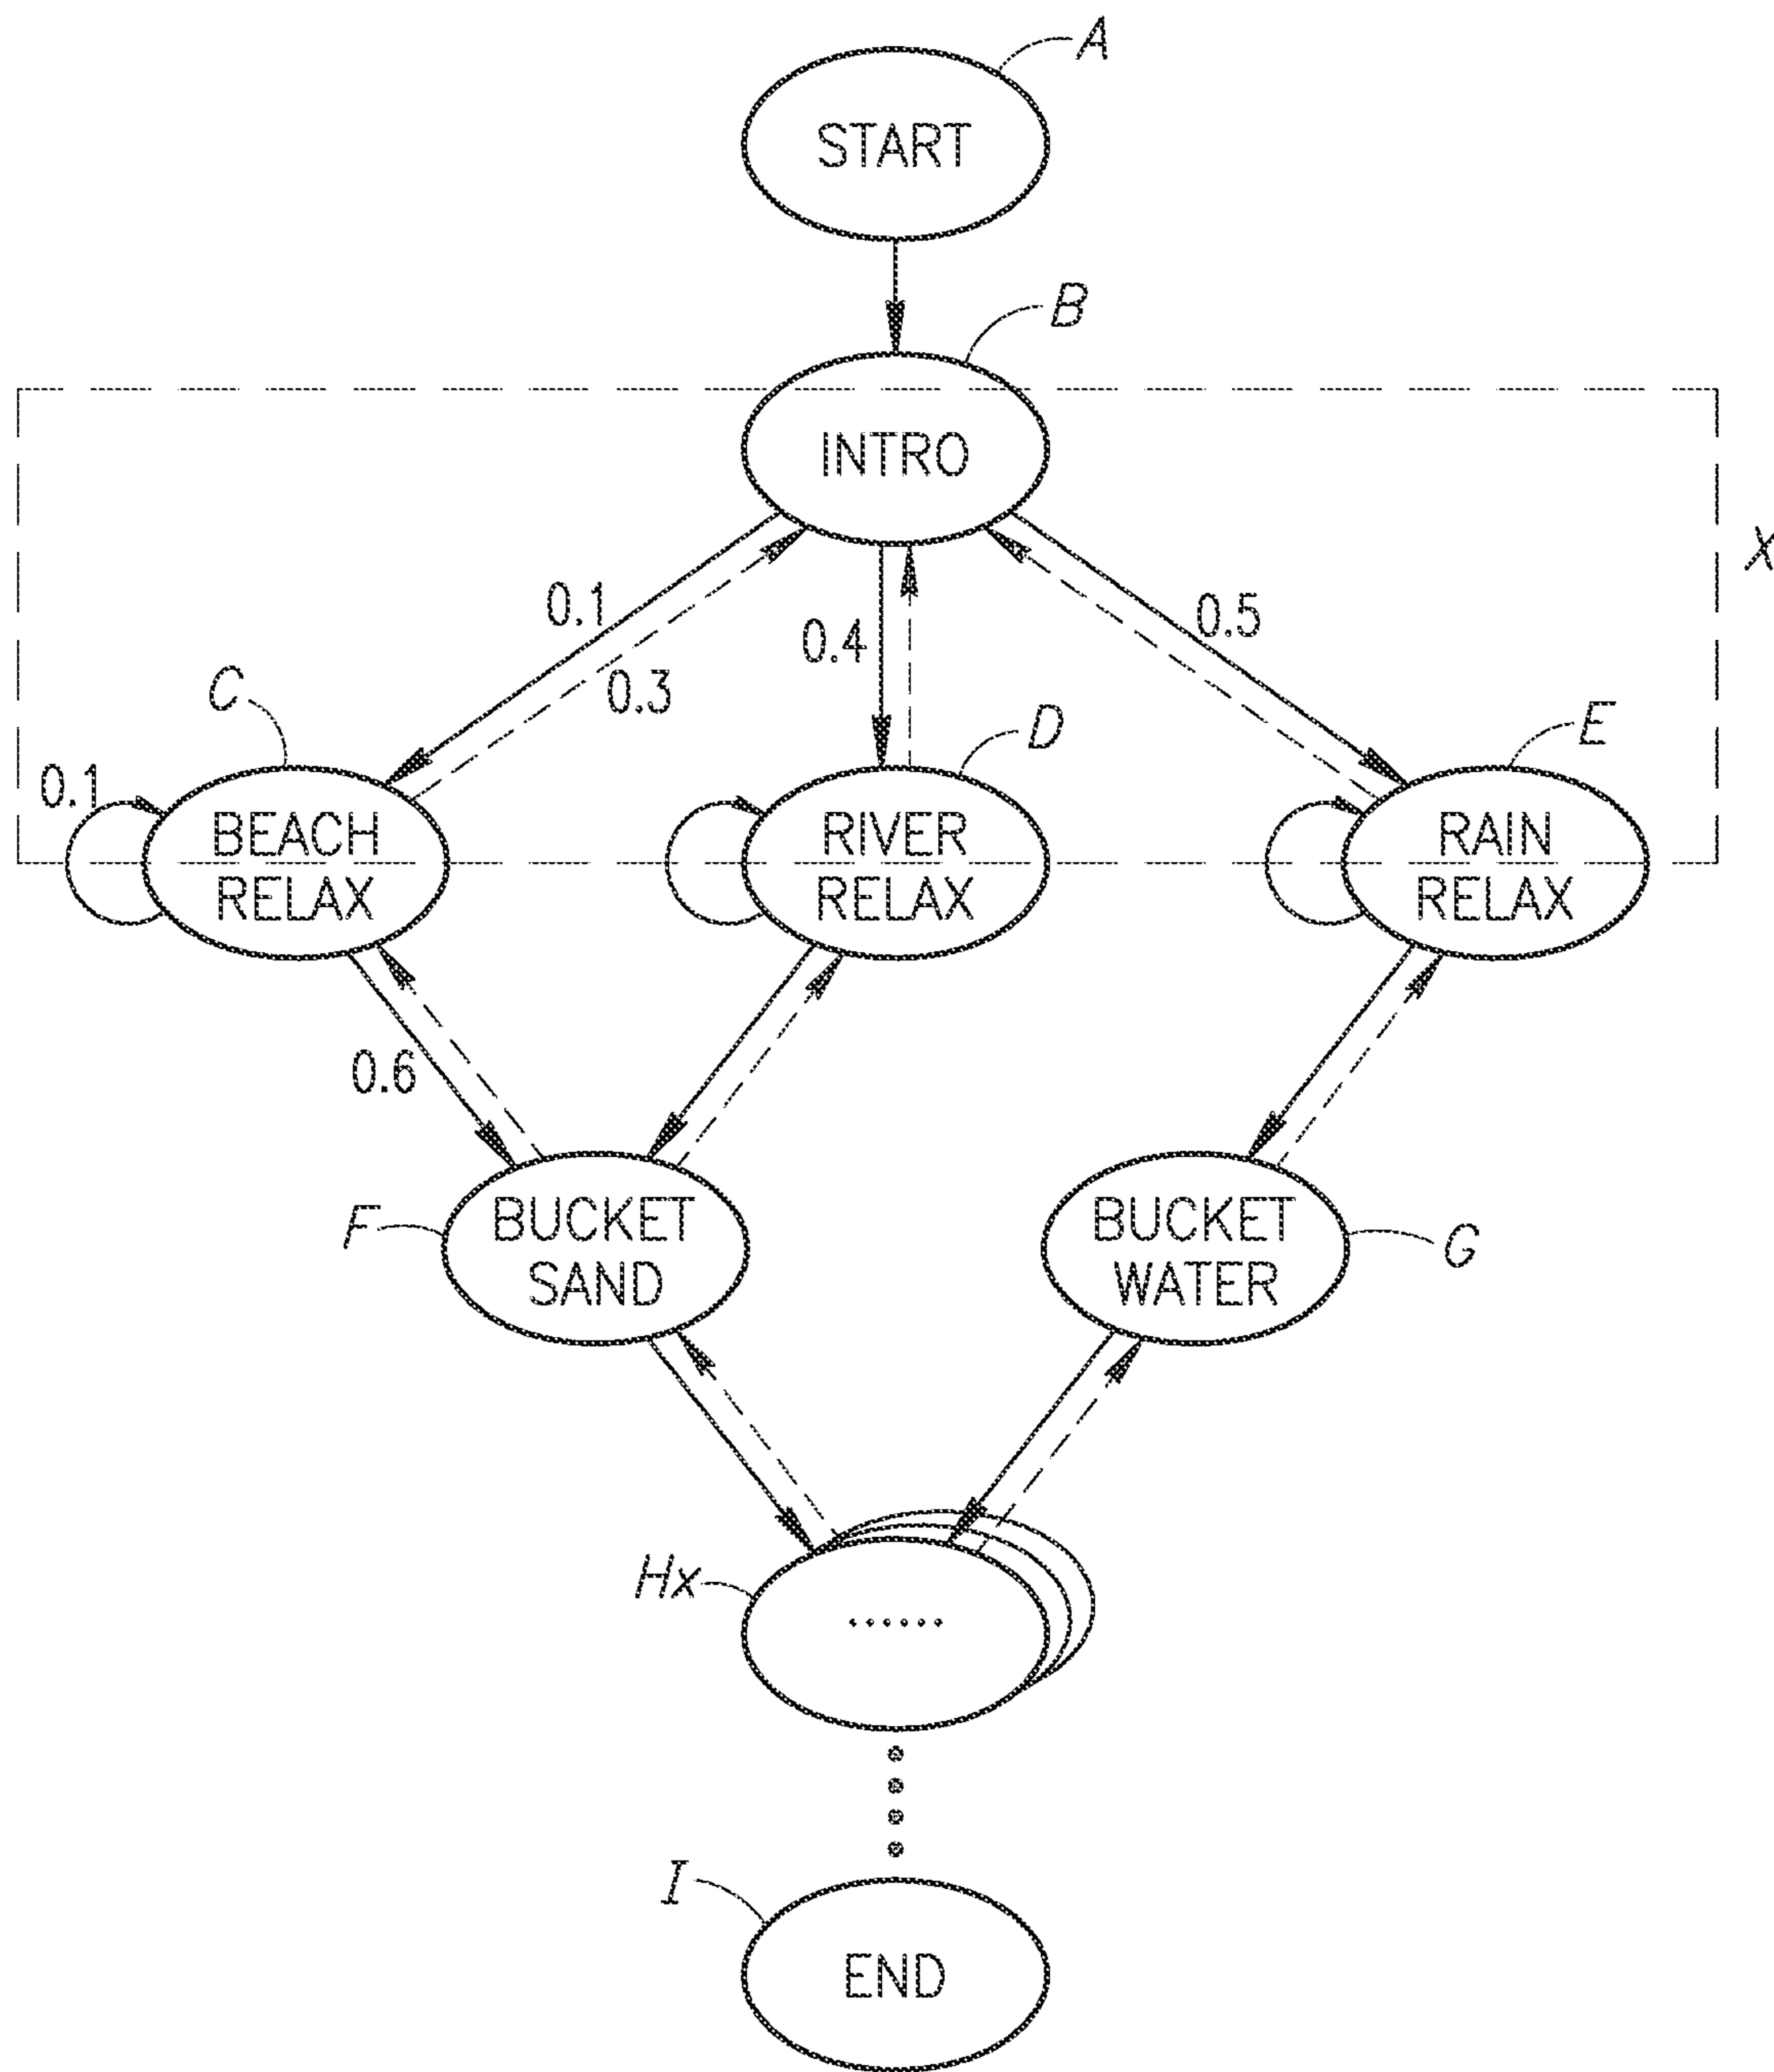 A
START
B
INTRO
X
0.1
0.5
0.4
0.3
C
D
E
0.1
BEACH
RELAX
RIVER
RELAX
RAIN
RELAX
0.6
F
BUCKET
SAND
BUCKET
WATER
G
Hx
......
I
END